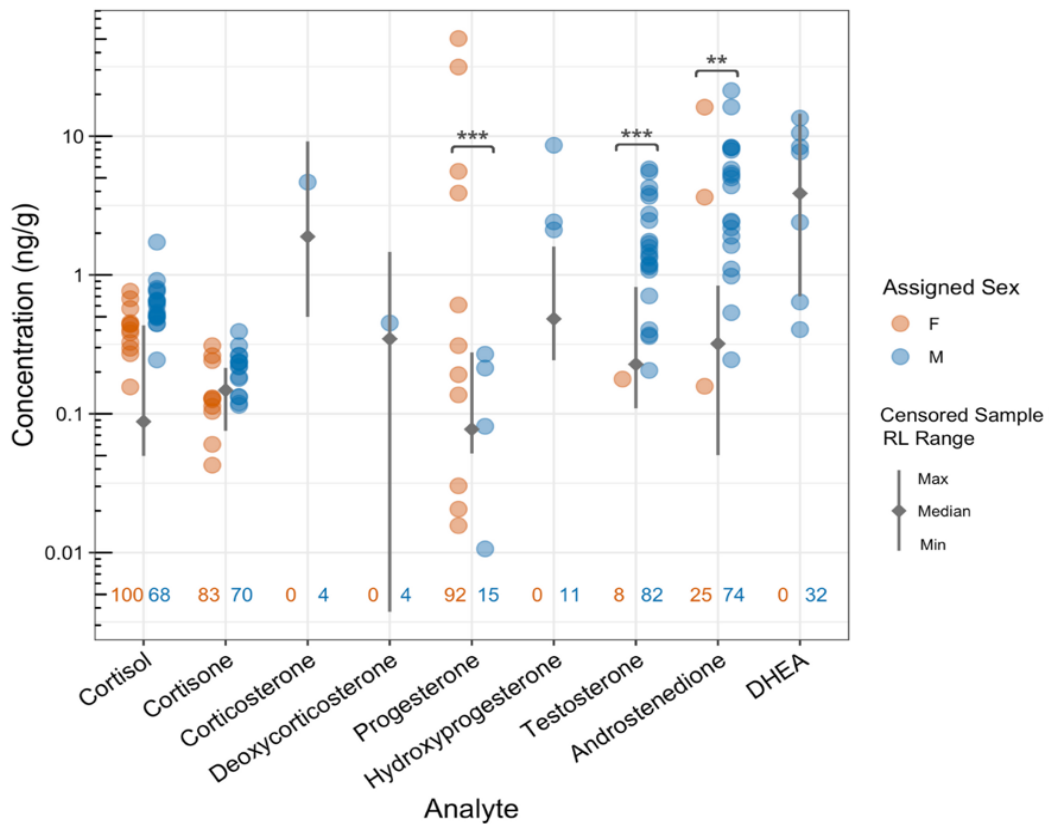 Concentration (ng/g)
10
1
0.1
0.01
***
***
**
100 68 83 70 0 4 0 4 92 15 0 11 8 82 25 74 0 32
Cortisol
Cortisone
Corticosterone
Deoxycorticosterone
Progesterone
Hydroxyprogesterone
Testosterone
Androstenedione
DHEA
Analyte
Assigned Sex
F
M
Censored Sample
RL Range
Max
Median
Min